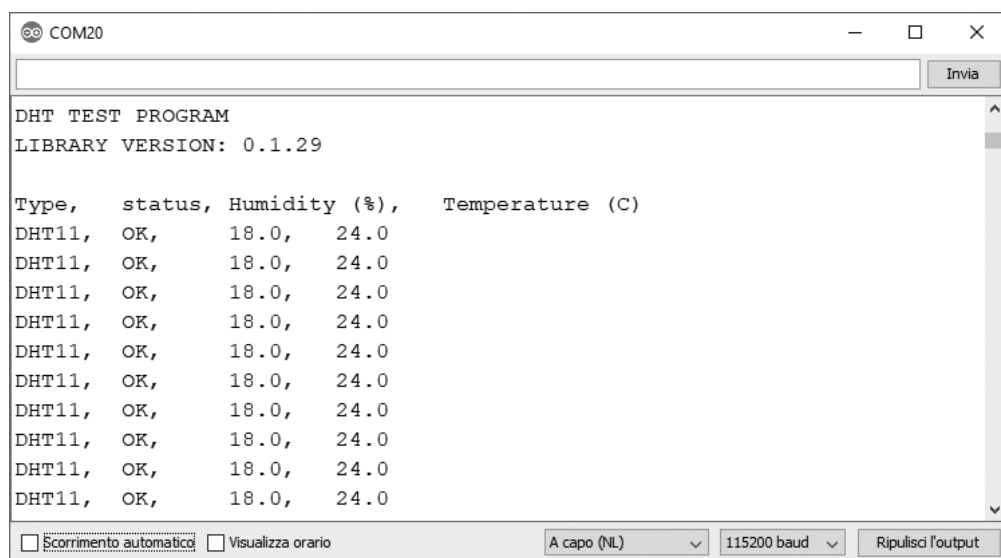 COM20
Invia
DHT TEST PROGRAM
LIBRARY VERSION: 0.1.29
Type, status, Humidity (%), Temperature (C)
DHT11, OK, 18.0, 24.0
DHT11, OK, 18.0, 24.0
DHT11, OK, 18.0, 24.0
DHT11, OK, 18.0, 24.0
DHT11, OK, 18.0, 24.0
DHT11, OK, 18.0, 24.0
DHT11, OK, 18.0, 24.0
DHT11, OK, 18.0, 24.0
DHT11, OK, 18.0, 24.0
DHT11, OK, 18.0, 24.0
Scorrimento automatico Visualizza orario A capo (NL) 115200 baud Ripulisci l'output